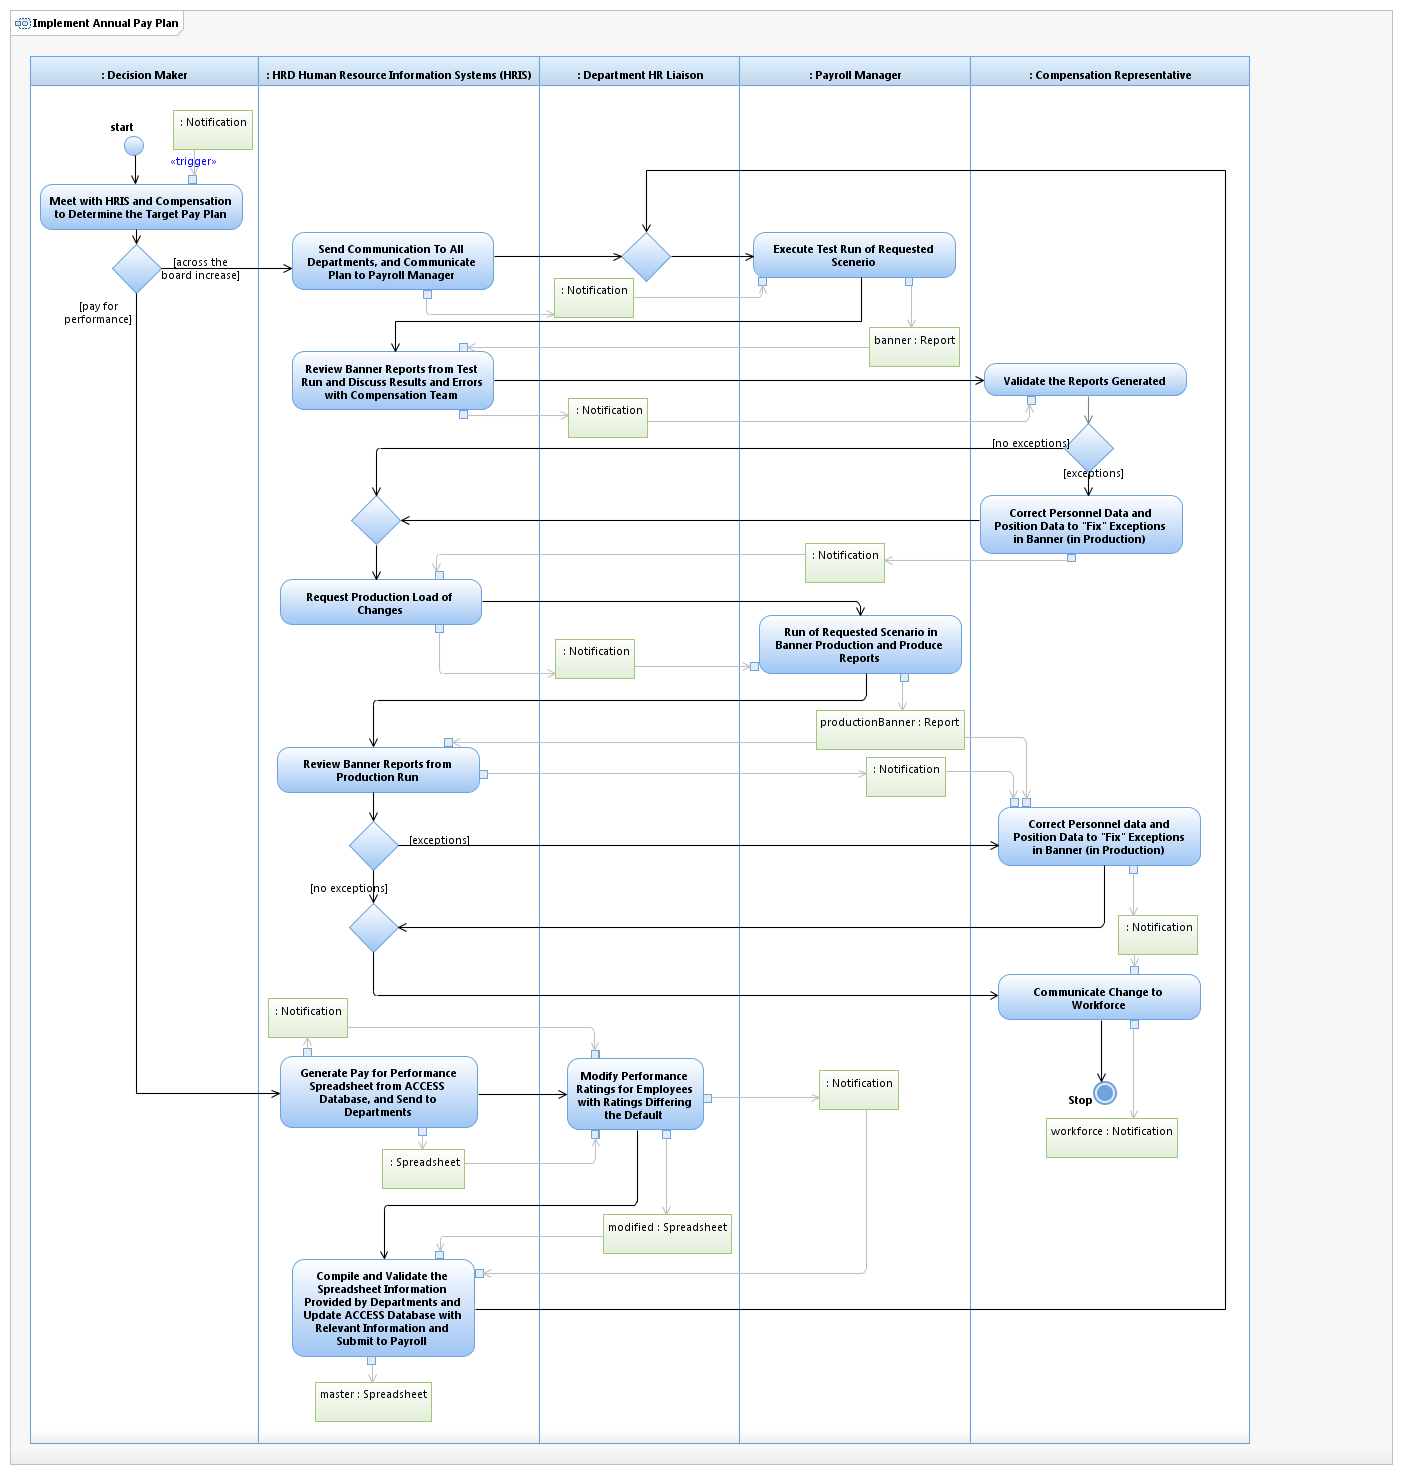 Implement Annual Pay Plan
: Decision Maker
: HRD Human Resource Information Systems (HRIS)
: Department HR Liaison
: Payroll Manager
: Compensation Representative
start
: Notification
«trigger»
Meet with HRIS and Compensation
to Determine the Target Pay Plan
[across the
board increase]
[pay for
performance]
Send Communication To All
Departments, and Communicate
Plan to Payroll Manager
: Notification
Execute Test Run of Requested
Scenerio
banner : Report
Review Banner Reports from Test
Run and Discuss Results and Errors
with Compensation Team
: Notification
Validate the Reports Generated
[no exceptions]
[exceptions]
Correct Personnel Data and
Position Data to "Fix" Exceptions
in Banner (in Production)
: Notification
Request Production Load of
Changes
: Notification
Run of Requested Scenario in
Banner Production and Produce
Reports
productionBanner : Report
Review Banner Reports from
Production Run
: Notification
[exceptions]
Correct Personnel data and
Position Data to "Fix" Exceptions
in Banner (in Production)
[no exceptions]
: Notification
Communicate Change to
Workforce
: Notification
Generate Pay for Performance
Spreadsheet from ACCESS
Database, and Send to
Departments
Modify Performance
Ratings for Employees
with Ratings Differing
the Default
: Notification
Stop
workforce : Notification
: Spreadsheet
modified : Spreadsheet
Compile and Validate the
Spreadsheet Information
Provided by Departments and
Update ACCESS Database with
Relevant Information and
Submit to Payroll
master : Spreadsheet